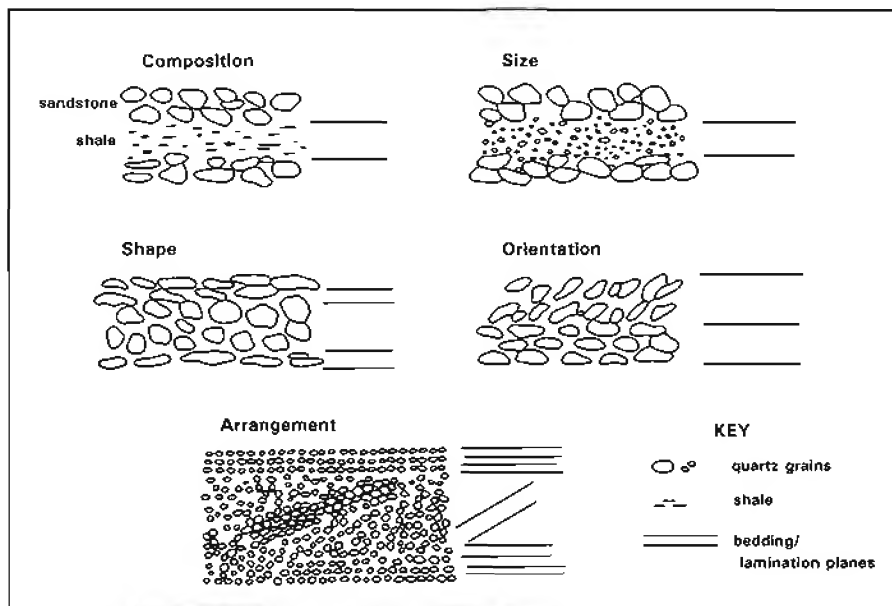 Composition
Size
sandstone
shale
Shape
Orientation
Arrangement
KEY
quartz grains
shale
bedding/
lamination planes